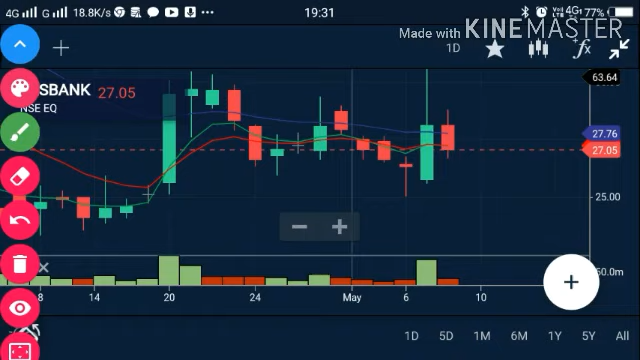 4G G 18.8K/s ... 19:31 4G 77%
Made with KINEMASTER
1D fx
SBANK 27.05
NSE EQ
63.64
27.76
27.05
25.00
50.0m
8 14 20 24 May 6 10
1D 5D 1M 6M 1Y 5Y All